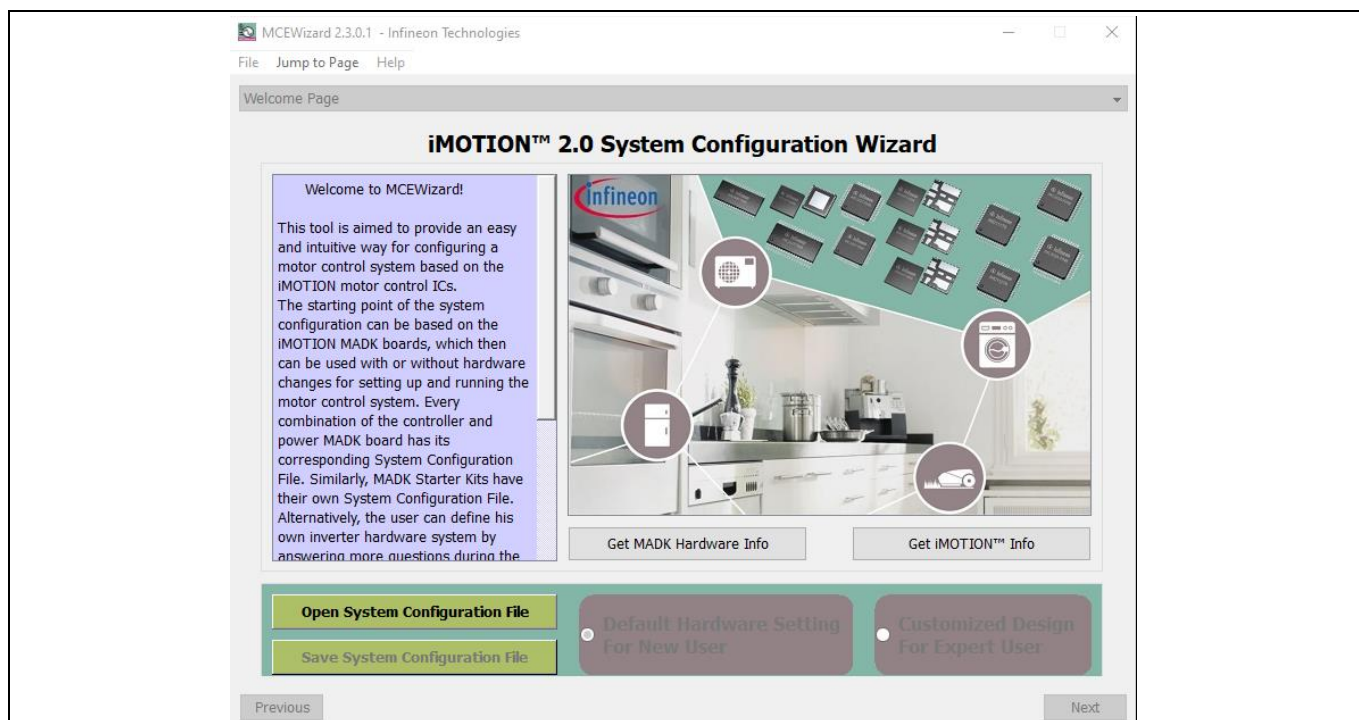 MCEWizard 2.3.0.1 - Infineon Technologies
File Jump to Page Help
Welcome Page
iMOTION™ 2.0 System Configuration Wizard
Welcome to MCEWizard!
This tool is aimed to provide an easy
and intuitive way for configuring a
motor control system based on the
iMOTION motor control ICs.
The starting point of the system
configuration can be based on the
iMOTION MADK boards, which then
can be used with or without hardware
changes for setting up and running the
motor control system. Every
combination of the controller and
power MADK board has its
corresponding System Configuration
File. Similarly, MADK Starter Kits have
their own System Configuration File.
Alternatively, the user can define his
own inverter hardware system by
answering more questions during the
infineon
Get MADK Hardware Info
Get iMOTION™ Info
Open System Configuration File
Save System Configuration File
Default Hardware Setting
For New User
Customized Design
For Expert User
Previous
Next